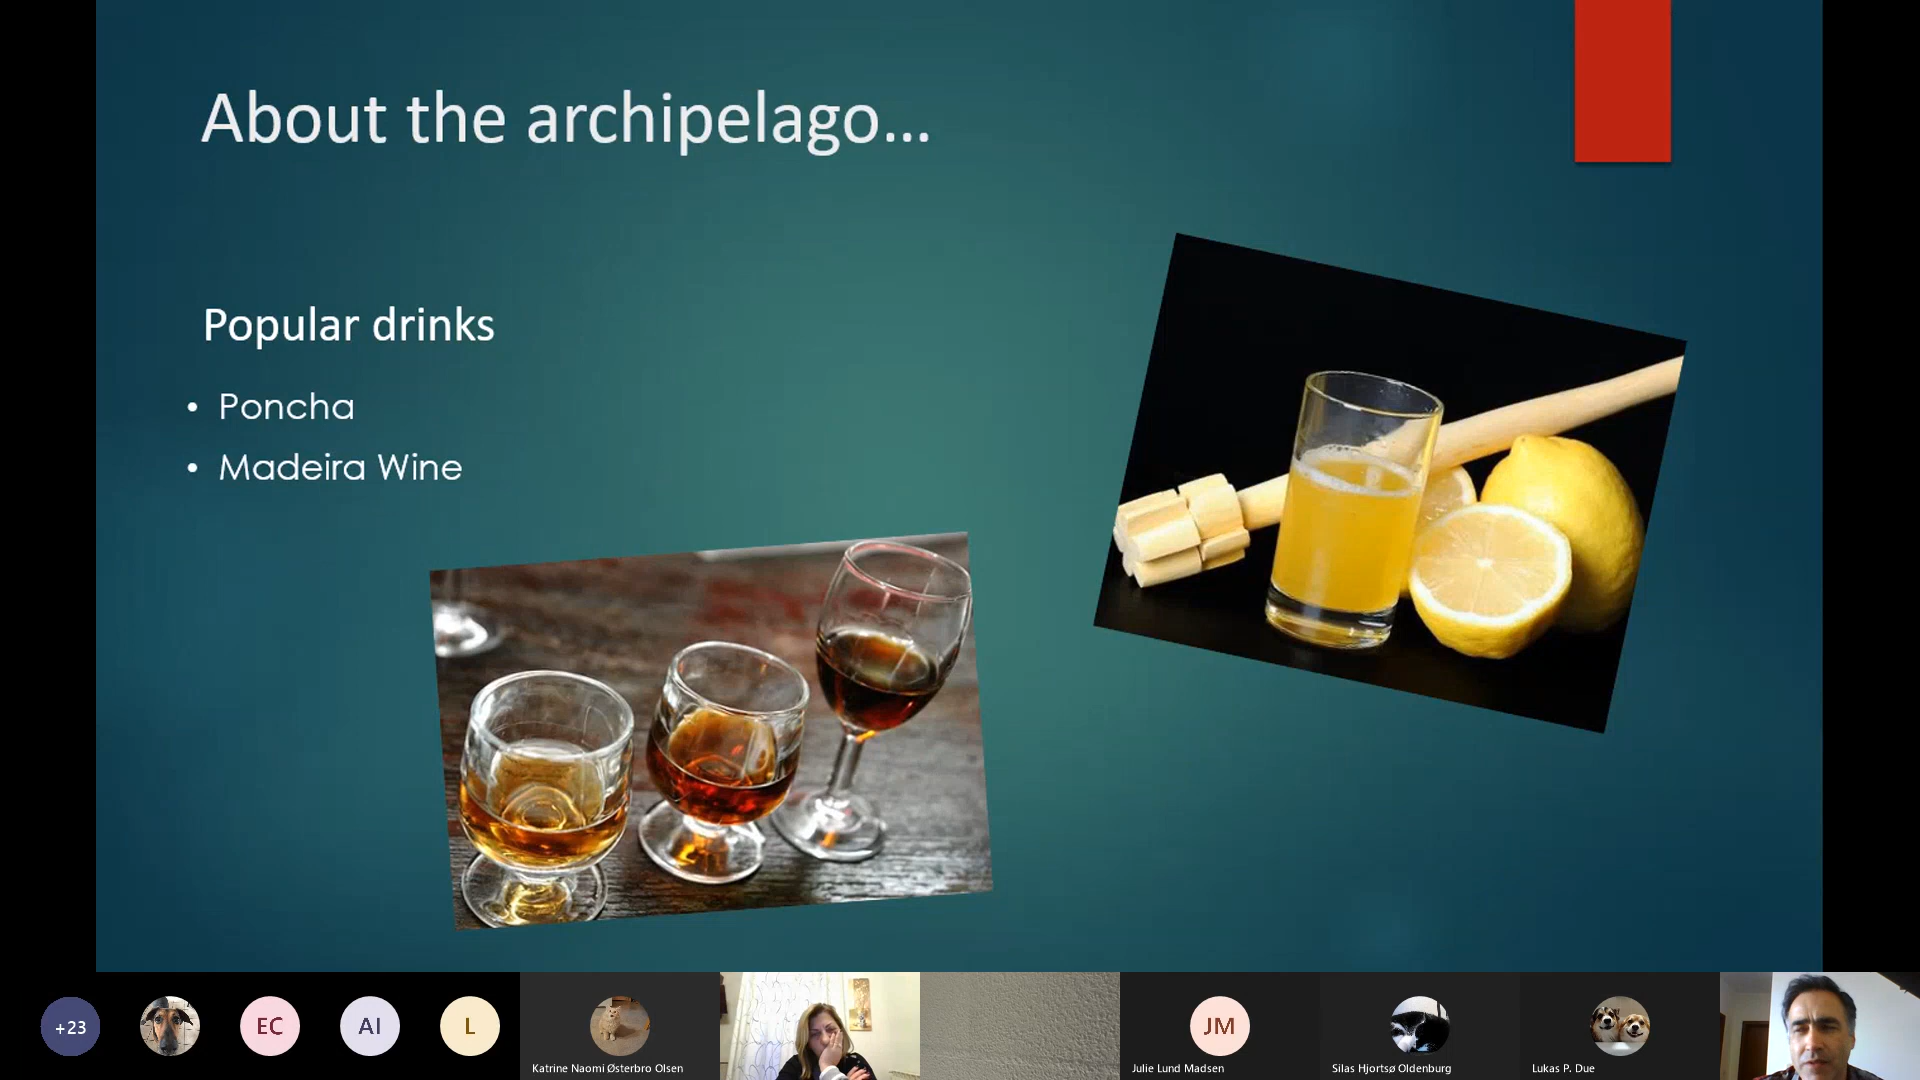 About the archipelago...
Popular drinks
• Poncha
• Madeira Wine
+23
EC
AI
L
Katrine Naomi Østerbro Olsen
JM
Julie Lund Madsen
Silas Hjortsø Oldenburg
Lukas P. Due